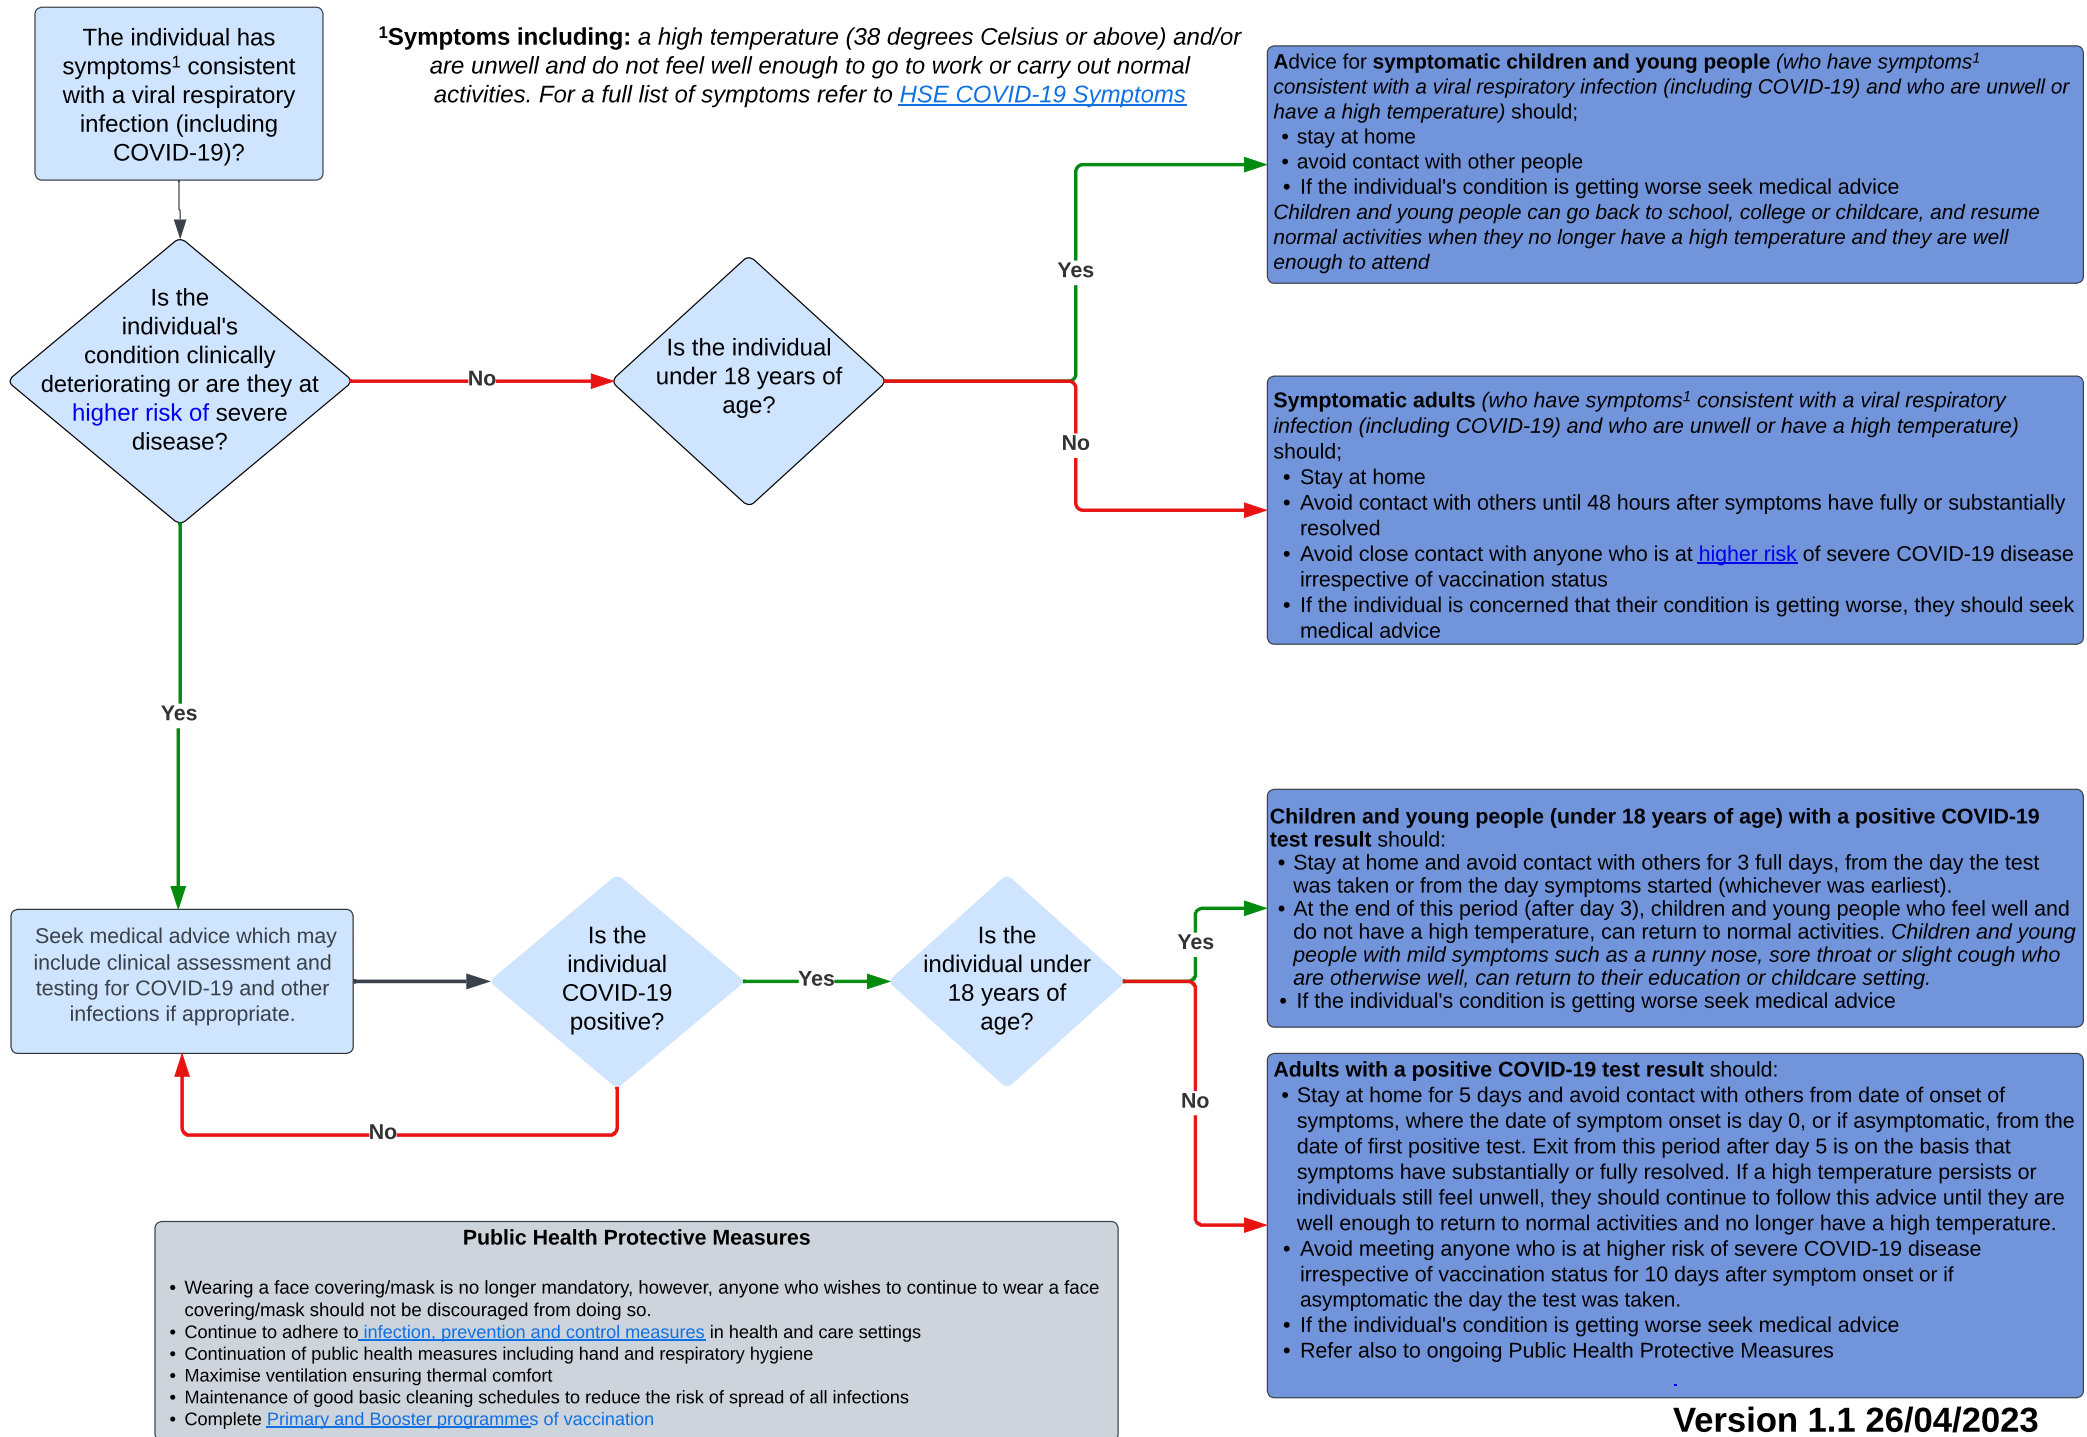 The individual has
symptoms¹ consistent
with a viral respiratory
infection (including
COVID-19)?
¹Symptoms including: a high temperature (38 degrees Celsius or above) and/or
are unwell and do not feel well enough to go to work or carry out normal
activities. For a full list of symptoms refer to HSE COVID-19 Symptoms
Is the
individual's
condition clinically
deteriorating or are they at
higher risk of severe
disease?
No
Is the individual
under 18 years of
age?
Yes
No
Advice for symptomatic children and young people (who have symptoms¹
consistent with a viral respiratory infection (including COVID-19) and who are unwell or
have a high temperature) should;
• stay at home
• avoid contact with other people
• If the individual's condition is getting worse seek medical advice
Children and young people can go back to school, college or childcare, and resume
normal activities when they no longer have a high temperature and they are well
enough to attend
Symptomatic adults (who have symptoms¹ consistent with a viral respiratory
infection (including COVID-19) and who are unwell or have a high temperature)
should;
• Stay at home
• Avoid contact with others until 48 hours after symptoms have fully or substantially
resolved
• Avoid close contact with anyone who is at higher risk of severe COVID-19 disease
irrespective of vaccination status
• If the individual is concerned that their condition is getting worse, they should seek
medical advice
Yes
Seek medical advice which may
include clinical assessment and
testing for COVID-19 and other
infections if appropriate.
Is the
individual
COVID-19
positive?
No
Yes
Is the
individual under
18 years of
age?
Yes
No
Children and young people (under 18 years of age) with a positive COVID-19
test result should:
• Stay at home and avoid contact with others for 3 full days, from the day the test
was taken or from the day symptoms started (whichever was earliest).
• At the end of this period (after day 3), children and young people who feel well and
do not have a high temperature, can return to normal activities. Children and young
people with mild symptoms such as a runny nose, sore throat or slight cough who
are otherwise well, can return to their education or childcare setting.
• If the individual's condition is getting worse seek medical advice
Adults with a positive COVID-19 test result should:
• Stay at home for 5 days and avoid contact with others from date of onset of
symptoms, where the date of symptom onset is day 0, or if asymptomatic, from the
date of first positive test. Exit from this period after day 5 is on the basis that
symptoms have substantially or fully resolved. If a high temperature persists or
individuals still feel unwell, they should continue to follow this advice until they are
well enough to return to normal activities and no longer have a high temperature.
• Avoid meeting anyone who is at higher risk of severe COVID-19 disease
irrespective of vaccination status for 10 days after symptom onset or if
asymptomatic the day the test was taken.
• If the individual's condition is getting worse seek medical advice
• Refer also to ongoing Public Health Protective Measures
Public Health Protective Measures
• Wearing a face covering/mask is no longer mandatory, however, anyone who wishes to continue to wear a face
covering/mask should not be discouraged from doing so.
• Continue to adhere to infection, prevention and control measures in health and care settings
• Continuation of public health measures including hand and respiratory hygiene
• Maximise ventilation ensuring thermal comfort
• Maintenance of good basic cleaning schedules to reduce the risk of spread of all infections
• Complete Primary and Booster programmes of vaccination
Version 1.1 26/04/2023